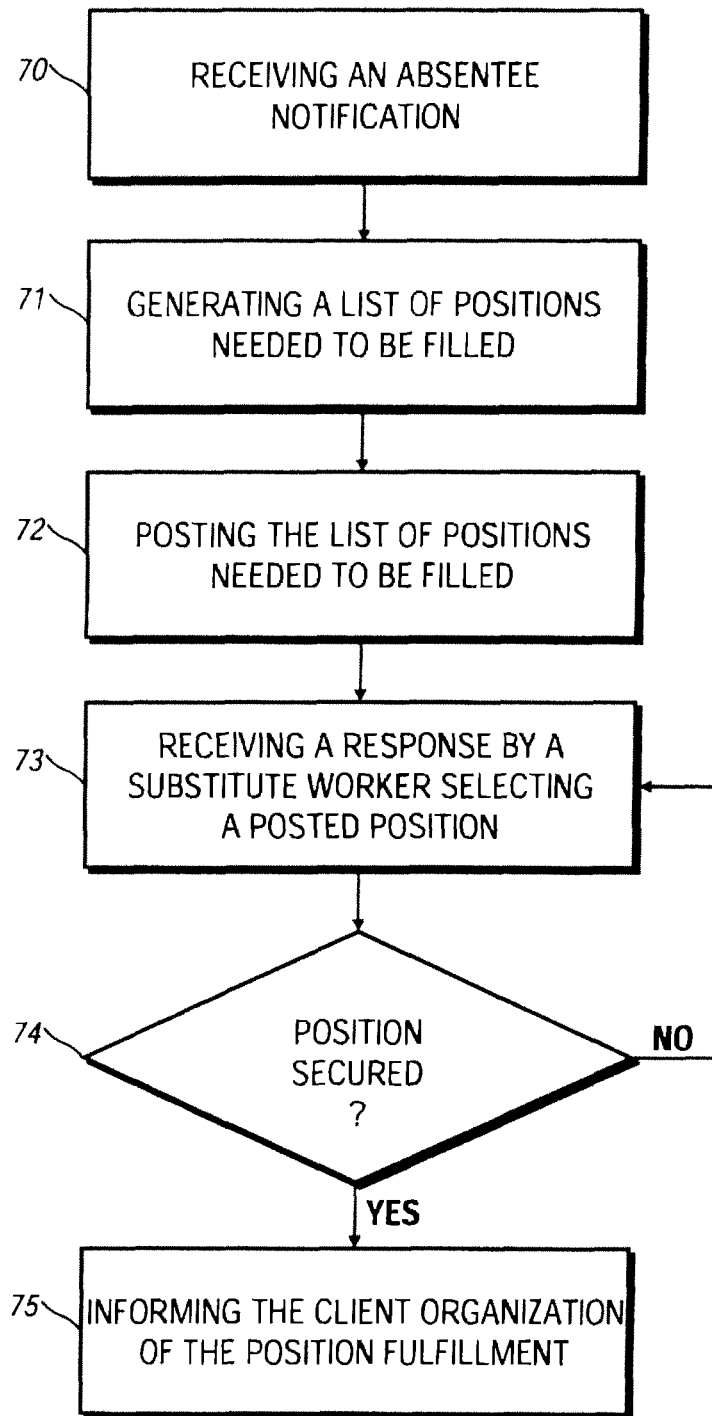 70
RECEIVING AN ABSENTEE
NOTIFICATION
71
GENERATING A LIST OF POSITIONS
NEEDED TO BE FILLED
72
POSTING THE LIST OF POSITIONS
NEEDED TO BE FILLED
73
RECEIVING A RESPONSE BY A
SUBSTITUTE WORKER SELECTING
A POSTED POSITION
74
POSITION
SECURED
?
NO
YES
75
INFORMING THE CLIENT ORGANIZATION
OF THE POSITION FULFILLMENT